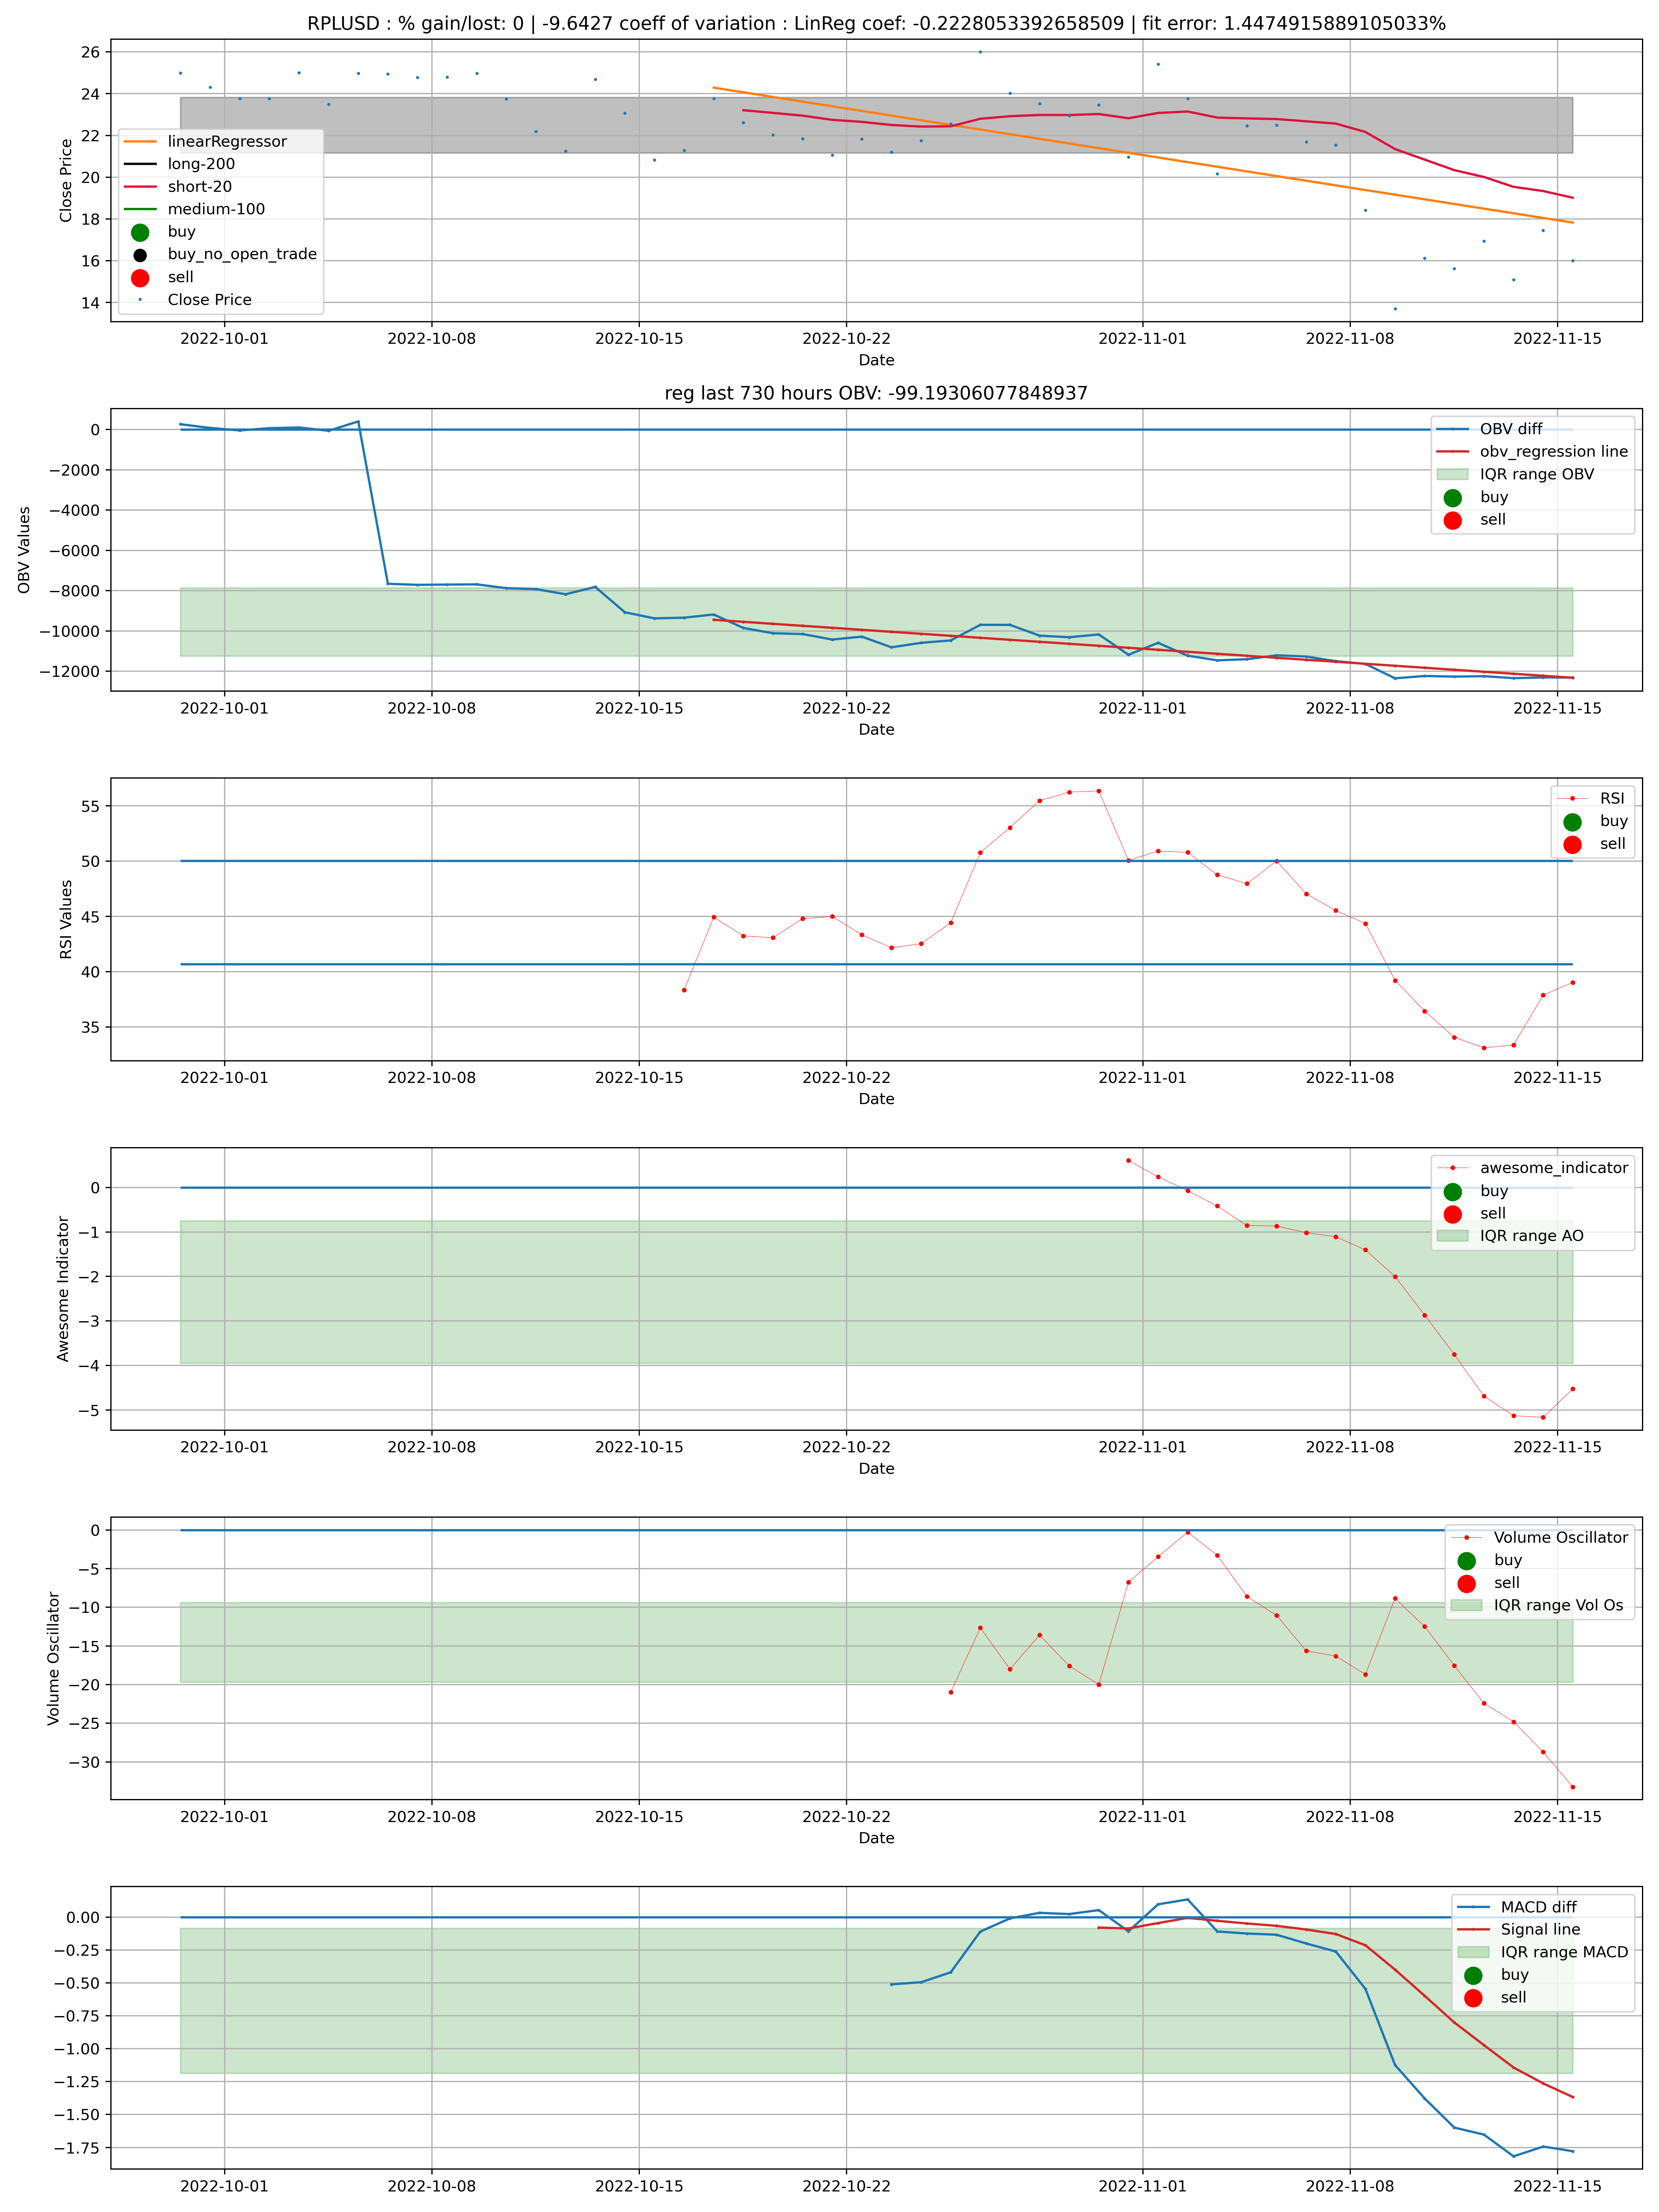 RPLUSD : % gain/lost: 0 | -9.6427 coeff of variation : LinReg coef: -0.2228053392658509 | fit error: 1.4474915889105033%
26
24
22
20
18
16
14
Close Price
linearRegressor
long-200
short-20
medium-100
buy
buy_no_open_trade
sell
Close Price
2022-10-01 2022-10-08 2022-10-15 2022-10-22 2022-11-01 2022-11-08 2022-11-15
Date
reg last 730 hours OBV: -99.19306077848937
0
−2000
−4000
−6000
−8000
−10000
−12000
OBV Values
OBV diff
obv_regression line
IQR range OBV
buy
sell
2022-10-01 2022-10-08 2022-10-15 2022-10-22 2022-11-01 2022-11-08 2022-11-15
Date
55
50
45
40
35
RSI Values
RSI
buy
sell
2022-10-01 2022-10-08 2022-10-15 2022-10-22 2022-11-01 2022-11-08 2022-11-15
Date
0
−1
−2
−3
−4
−5
Awesome Indicator
awesome_indicator
buy
sell
IQR range AO
2022-10-01 2022-10-08 2022-10-15 2022-10-22 2022-11-01 2022-11-08 2022-11-15
Date
0
−5
−10
−15
−20
−25
−30
Volume Oscillator
Volume Oscillator
buy
sell
IQR range Vol Os
2022-10-01 2022-10-08 2022-10-15 2022-10-22 2022-11-01 2022-11-08 2022-11-15
Date
0.00
−0.25
−0.50
−0.75
−1.00
−1.25
−1.50
−1.75
MACD diff
Signal line
IQR range MACD
buy
sell
2022-10-01 2022-10-08 2022-10-15 2022-10-22 2022-11-01 2022-11-08 2022-11-15